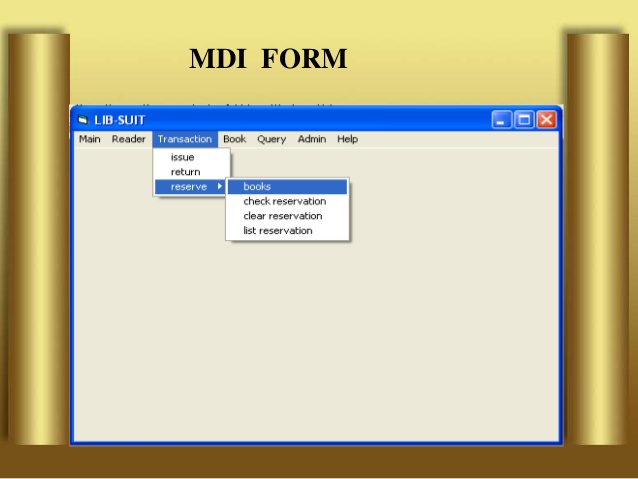 MDI FORM
LIB-SUIT
Main Reader Transaction Book Query Admin Help
issue
return
reserve
books
check reservation
clear reservation
list reservation